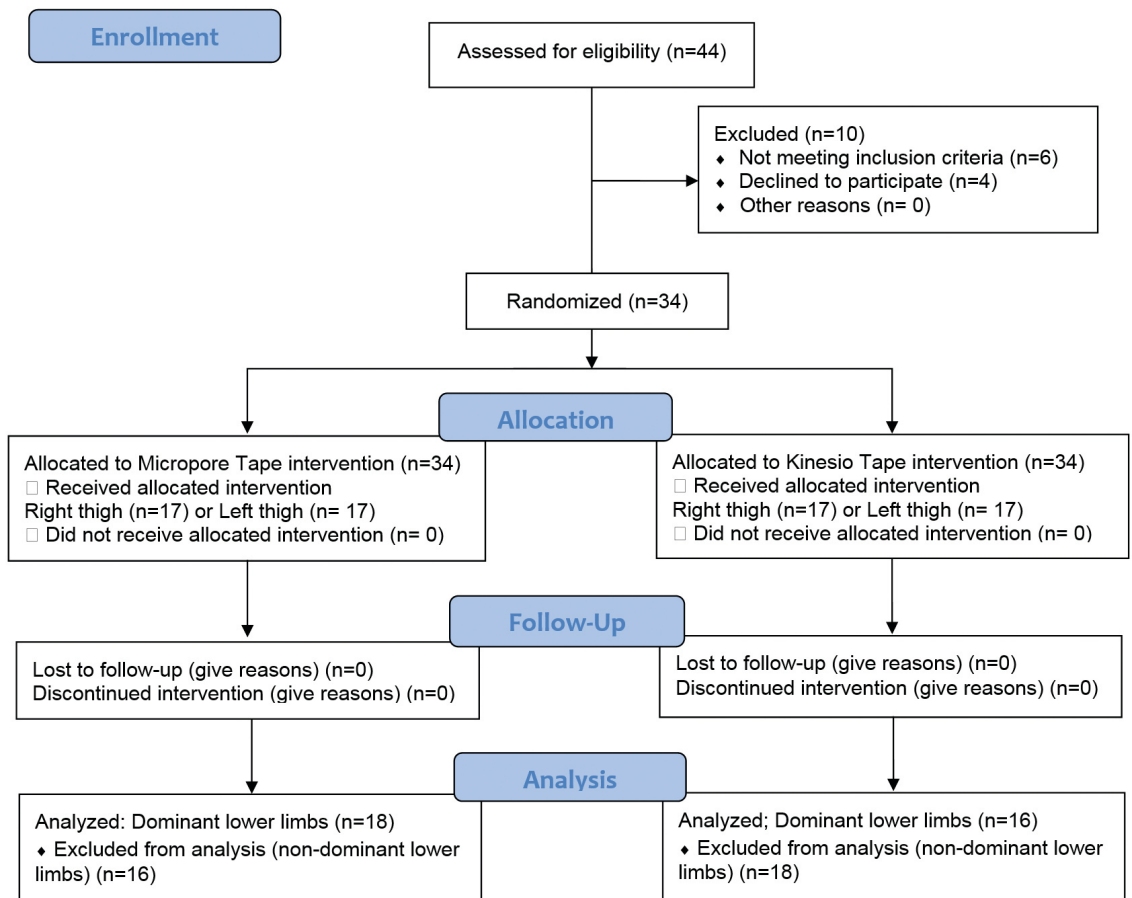 Enrollment
Assessed for eligibility (n=44)
Excluded (n=10)
♦ Not meeting inclusion criteria (n=6)
♦ Declined to participate (n=4)
♦ Other reasons (n= 0)
Randomized (n=34)
Allocation
Allocated to Micropore Tape intervention (n=34)
□ Received allocated intervention
Right thigh (n=17) or Left thigh (n= 17)
□ Did not receive allocated intervention (n= 0)
Allocated to Kinesio Tape intervention (n=34)
□ Received allocated intervention
Right thigh (n=17) or Left thigh (n= 17)
□ Did not receive allocated intervention (n= 0)
Follow-Up
Lost to follow-up (give reasons) (n=0)
Discontinued intervention (give reasons) (n=0)
Lost to follow-up (give reasons) (n=0)
Discontinued intervention (give reasons) (n=0)
Analysis
Analyzed: Dominant lower limbs (n=18)
♦ Excluded from analysis (non-dominant lower
limbs) (n=16)
Analyzed; Dominant lower limbs (n=16)
♦ Excluded from analysis (non-dominant lower
limbs) (n=18)